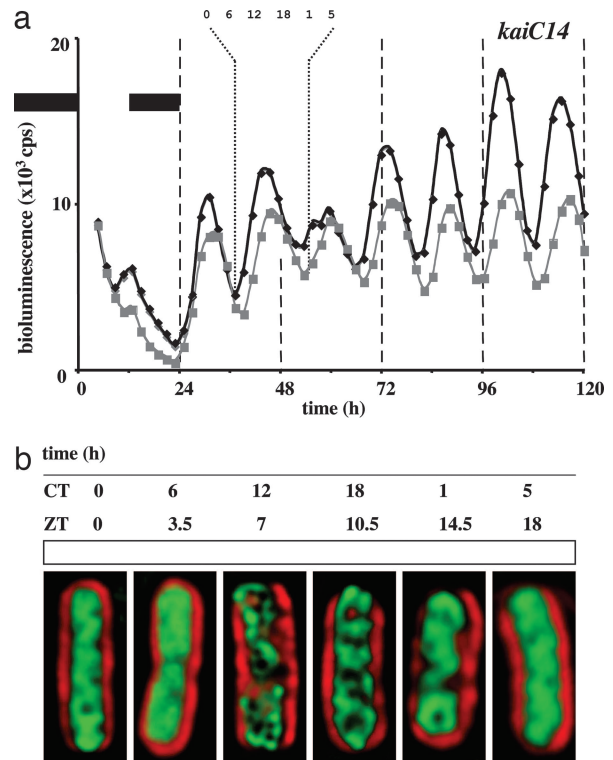 a
0 6 12 18 1 5
kaiC14
20
10
0
bioluminescence (x10³ cps)
24 48 72 96 120
0
time (h)
b time (h)
CT 0 6 12 18 1 5
ZT 0 3.5 7 10.5 14.5 18